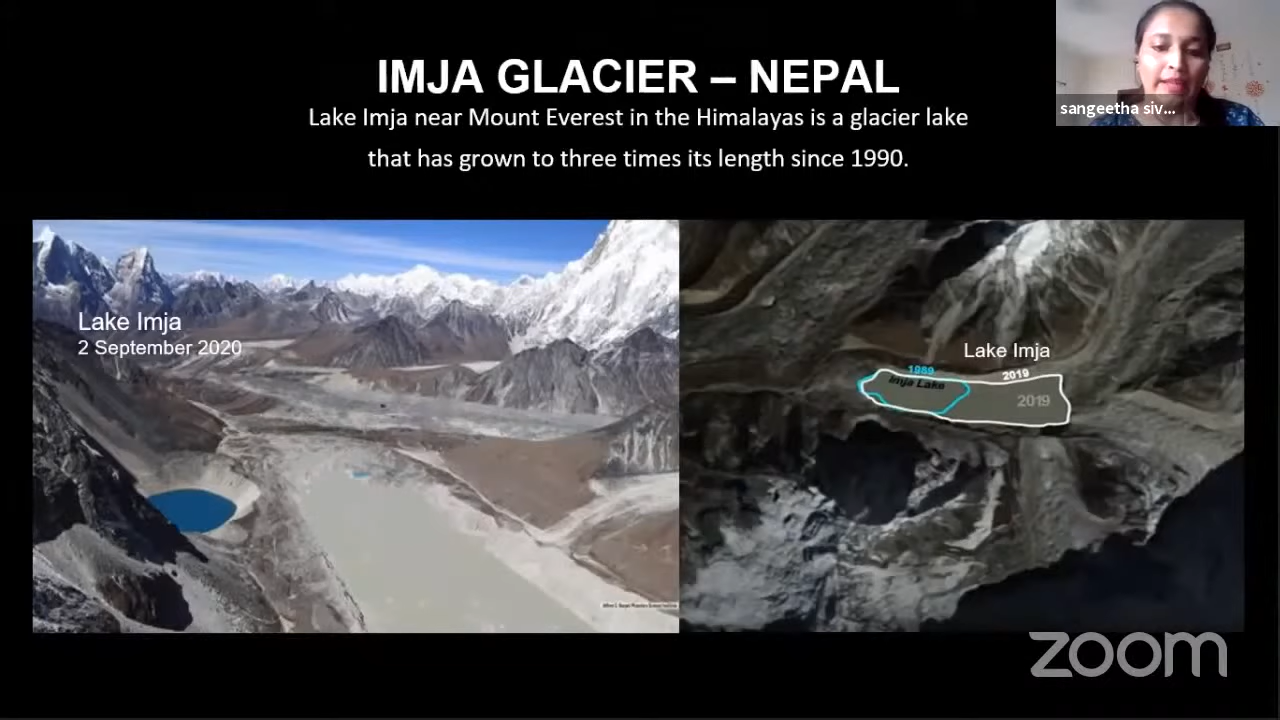 IMJA GLACIER – NEPAL
Lake Imja near Mount Everest in the Himalayas is a glacier lake
that has grown to three times its length since 1990.
sangeetha siv...
Lake Imja
2 September 2020
Lake Imja
1989
2019
Imja Lake
2019
zoom